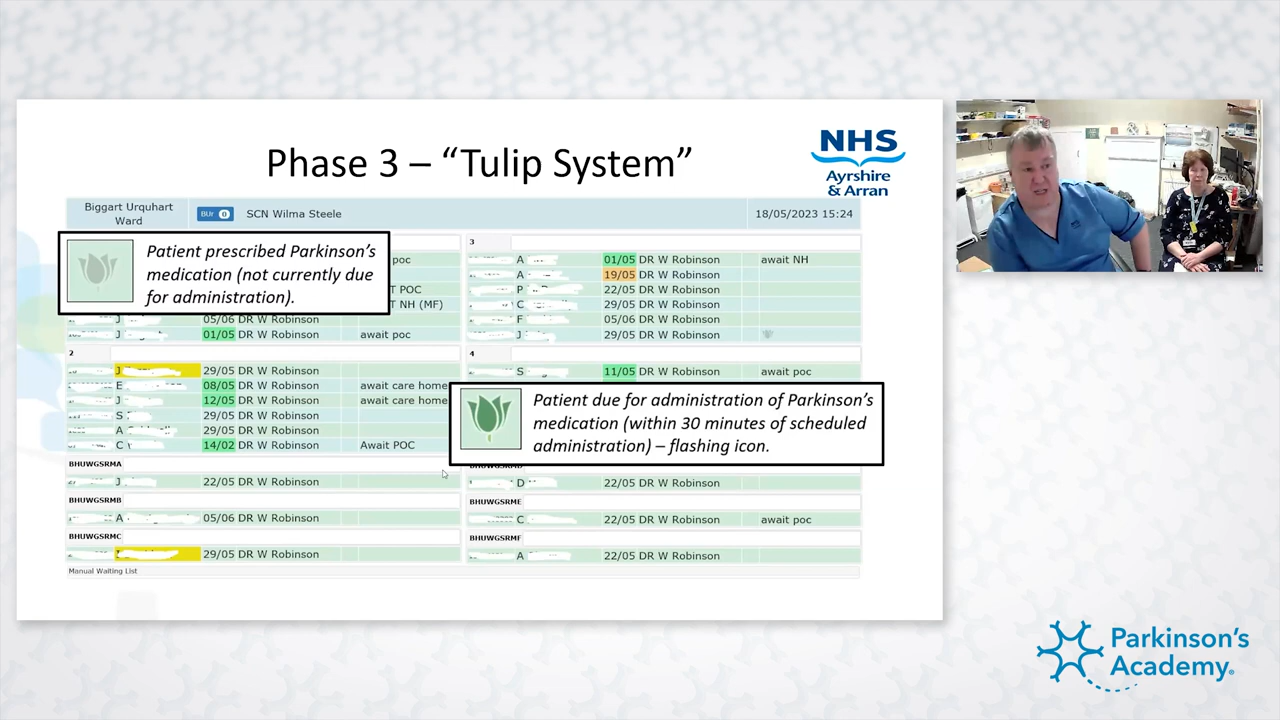 Phase 3 – “Tulip System”
NHS
Ayrshire
& Arran
Biggart Urquhart
Ward
BUr 0
SCN Wilma Steele
18/05/2023 15:24
Patient prescribed Parkinson’s
medication (not currently due
for administration).
poc
T POC
T NH (MF)
J 05/06 DR W Robinson
J 01/05 DR W Robinson await poc
2
J 29/05 DR W Robinson
E 08/05 DR W Robinson await care home
J 12/05 DR W Robinson await care home
S 29/05 DR W Robinson
A 29/05 DR W Robinson
C 14/02 DR W Robinson Await POC
BHUWGSRMA
J 22/05 DR W Robinson
BHUWGSRMB
A 05/06 DR W Robinson
BHUWGSRMC
29/05 DR W Robinson
Manual Waiting List
3
A 01/05 DR W Robinson await NH
A 19/05 DR W Robinson
P 22/05 DR W Robinson
C 29/05 DR W Robinson
F 05/06 DR W Robinson
J 29/05 DR W Robinson
4
S 11/05 DR W Robinson await poc
Patient due for administration of Parkinson’s
medication (within 30 minutes of scheduled
administration) – flashing icon.
D 22/05 DR W Robinson
BHUWGSRME
C 22/05 DR W Robinson await poc
BHUWGSRMF
A 22/05 DR W Robinson
NHS
Parkinson’s
Academy®